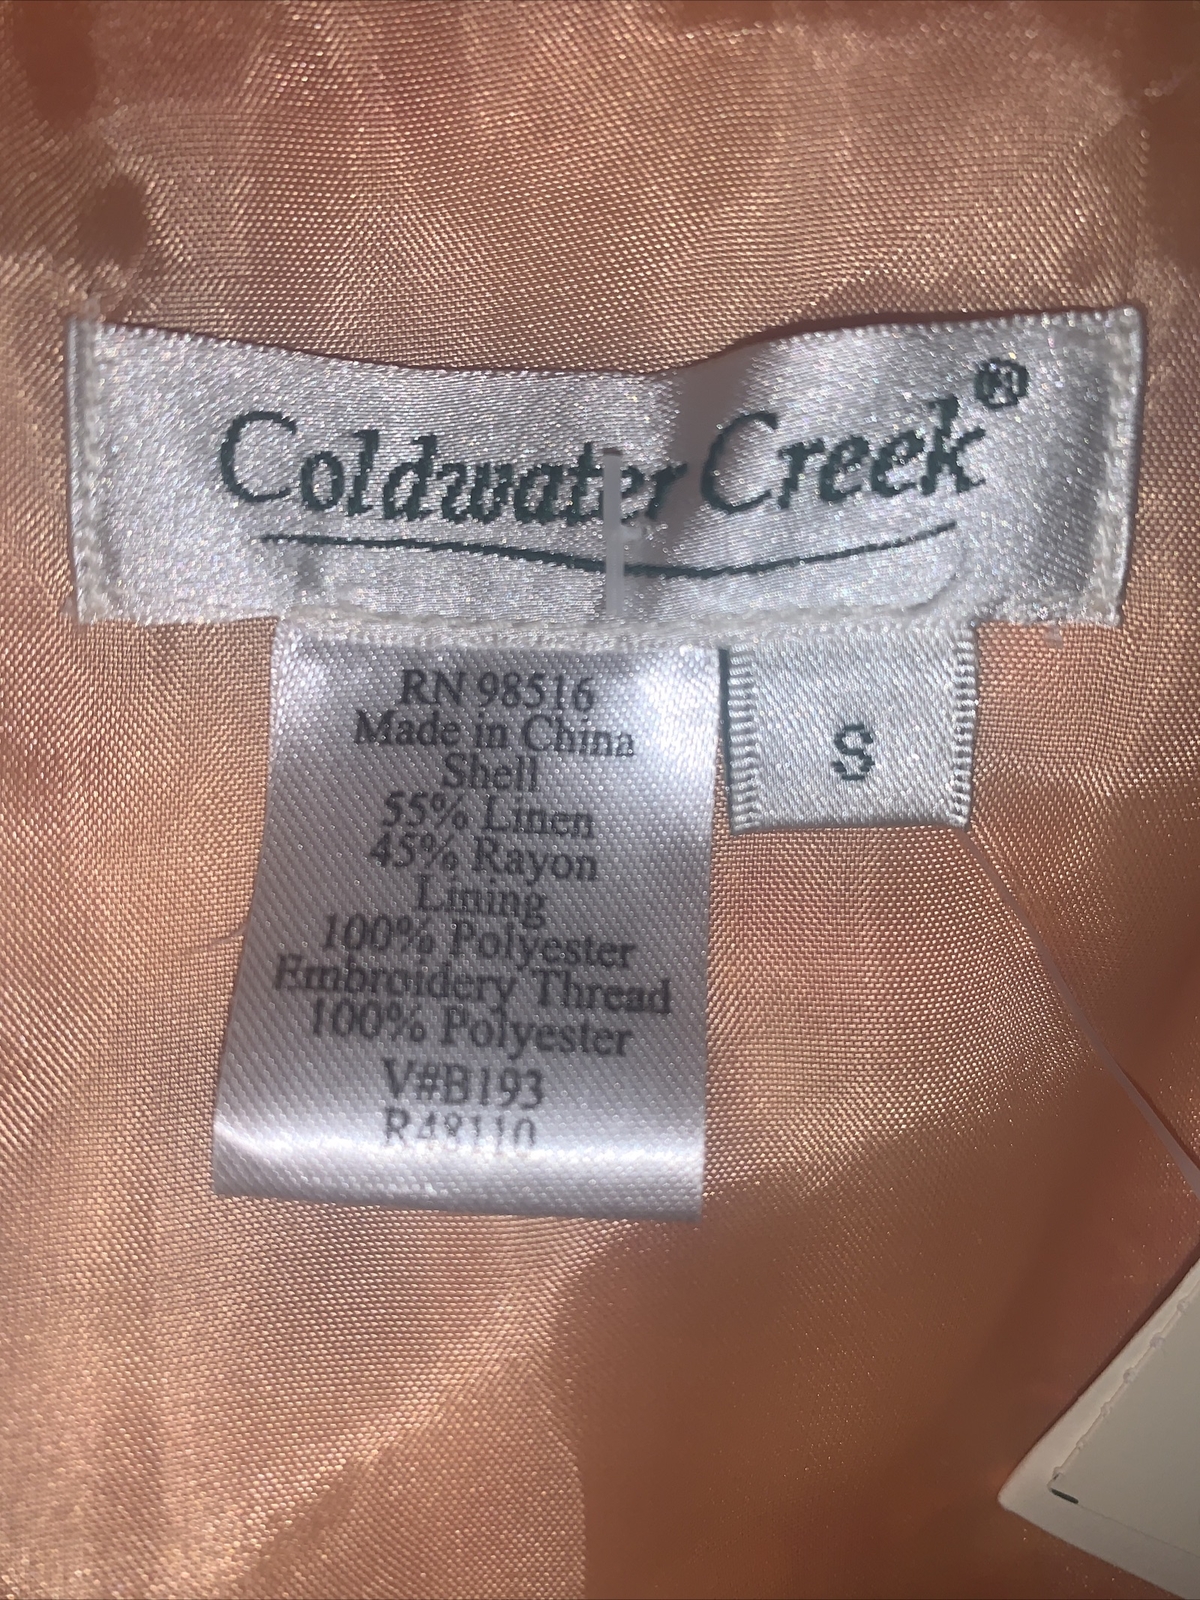 Coldwater Creek®
RN 98516
Made in China
Shell
55% Linen
45% Rayon
Lining
100% Polyester
Embroidery Thread
100% Polyester
V#B193
R48110
S